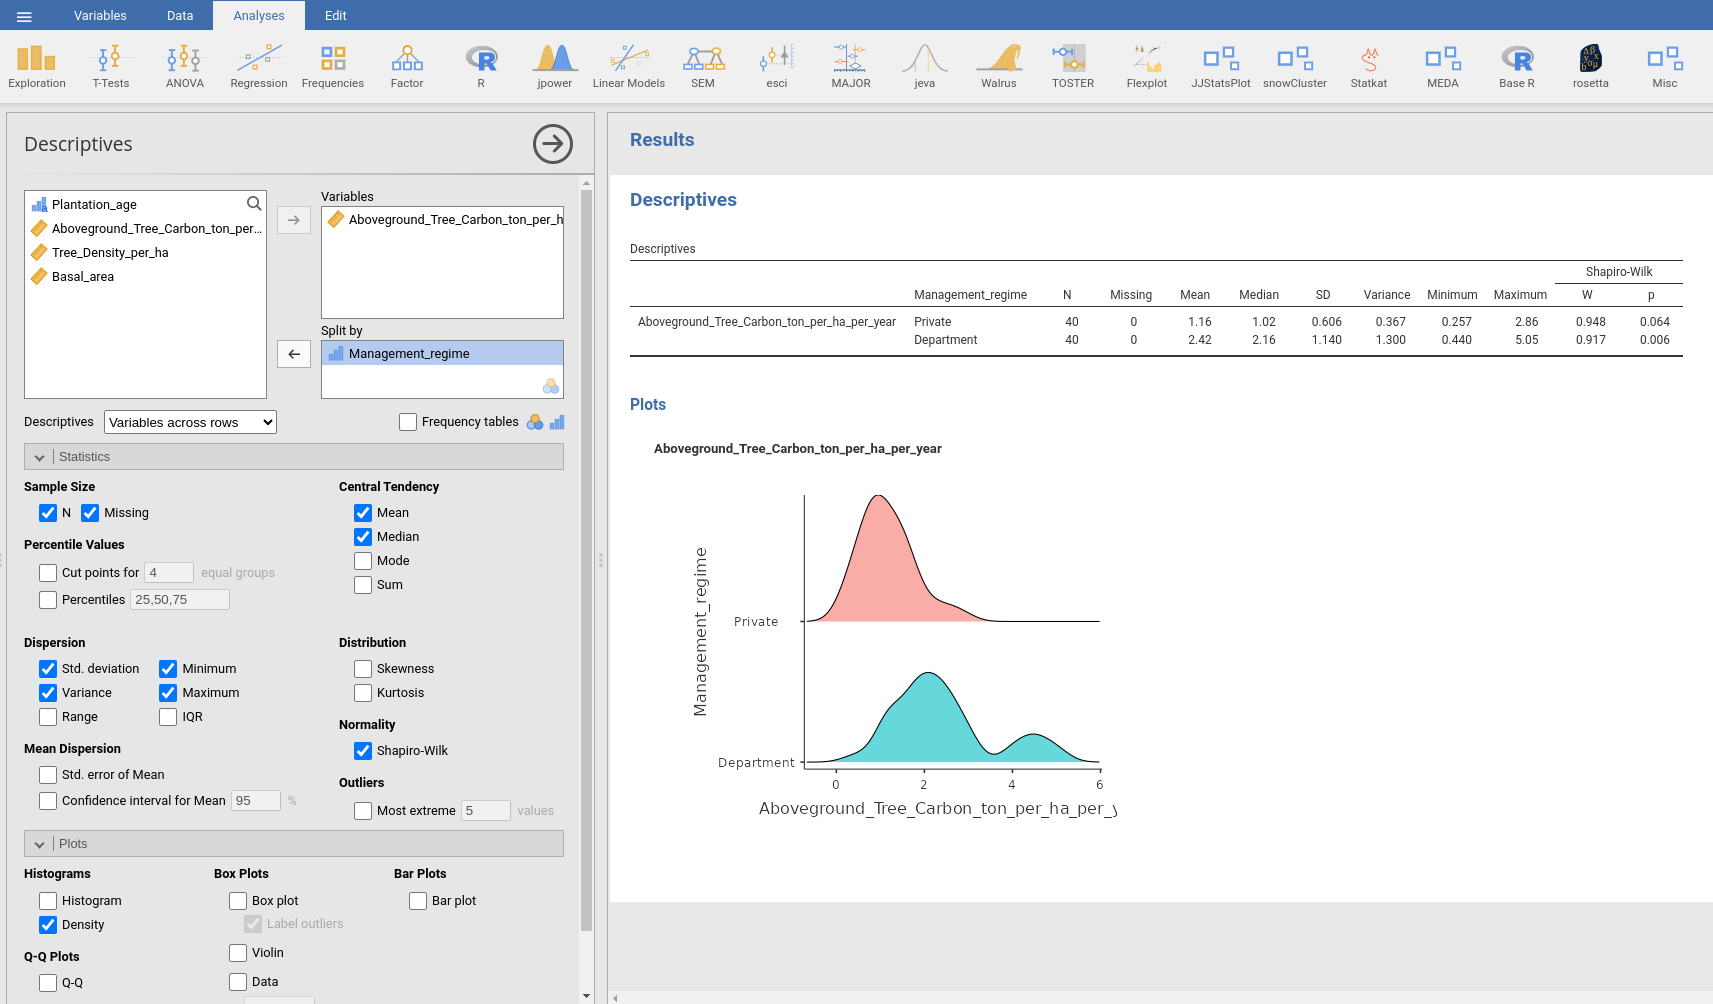 Variables Data Analyses Edit
Exploration T-Tests ANOVA Regression Frequencies Factor R jpower Linear Models SEM esci MAJOR jeva Walrus TOSTER Flexplot JJStatsPlot snowCluster Statkat MEDA Base R rosetta Misc
Descriptives
Plantation_age
Aboveground_Tree_Carbon_ton_per...
Tree_Density_per_ha
Basal_area
Variables
Aboveground_Tree_Carbon_ton_per_h
Split by
Management_regime
Descriptives Variables across rows Frequency tables
Statistics
Sample Size
N Missing
Percentile Values
Cut points for 4 equal groups
Percentiles 25,50,75
Central Tendency
Mean
Median
Mode
Sum
Dispersion
Std. deviation Minimum
Variance Maximum
Range IQR
Distribution
Skewness
Kurtosis
Mean Dispersion
Std. error of Mean
Confidence interval for Mean 95 %
Normality
Shapiro-Wilk
Outliers
Most extreme 5 values
Plots
Histograms
Histogram
Density
Q-Q Plots
Q-Q
Box Plots
Box plot
Label outliers
Violin
Data
Bar Plots
Bar plot
Results
Descriptives
Descriptives
Shapiro-Wilk
Management_regime N Missing Mean Median SD Variance Minimum Maximum W p
Aboveground_Tree_Carbon_ton_per_ha_per_year Private 40 0 1.16 1.02 0.606 0.367 0.257 2.86 0.948 0.064
Department 40 0 2.42 2.16 1.140 1.300 0.440 5.05 0.917 0.006
Plots
Aboveground_Tree_Carbon_ton_per_ha_per_year
Management_regime
Private
Department
0 2 4 6
Aboveground_Tree_Carbon_ton_per_ha_per_y